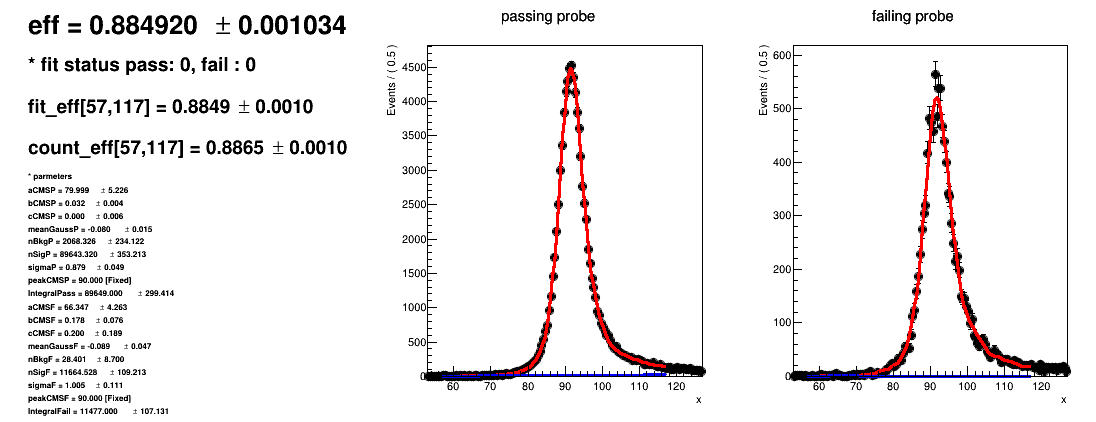 eff = 0.884920 ± 0.001034
* fit status pass: 0, fail : 0
fit_eff[57,117] = 0.8849 ± 0.0010
count_eff[57,117] = 0.8865 ± 0.0010
* parmeters
aCMSP = 79.999 ± 5.226
bCMSP = 0.032 ± 0.004
cCMSP = 0.000 ± 0.006
meanGaussP = -0.080 ± 0.015
nBkgP = 2068.326 ± 234.122
nSigP = 89643.320 ± 353.213
sigmaP = 0.879 ± 0.049
peakCMSP = 90.000 [Fixed]
IntegralPass = 89649.000 ± 299.414
aCMSF = 66.347 ± 4.263
bCMSF = 0.178 ± 0.076
cCMSF = 0.200 ± 0.189
meanGaussF = -0.089 ± 0.047
nBkgF = 28.401 ± 8.700
nSigF = 11664.528 ± 109.213
sigmaF = 1.005 ± 0.111
peakCMSF = 90.000 [Fixed]
IntegralFail = 11477.000 ± 107.131
passing probe
Events / ( 0.5 )
4500
4000
3500
3000
2500
2000
1500
1000
500
0
60 70 80 90 100 110 120
x
failing probe
Events / ( 0.5 )
600
500
400
300
200
100
0
60 70 80 90 100 110 120
x